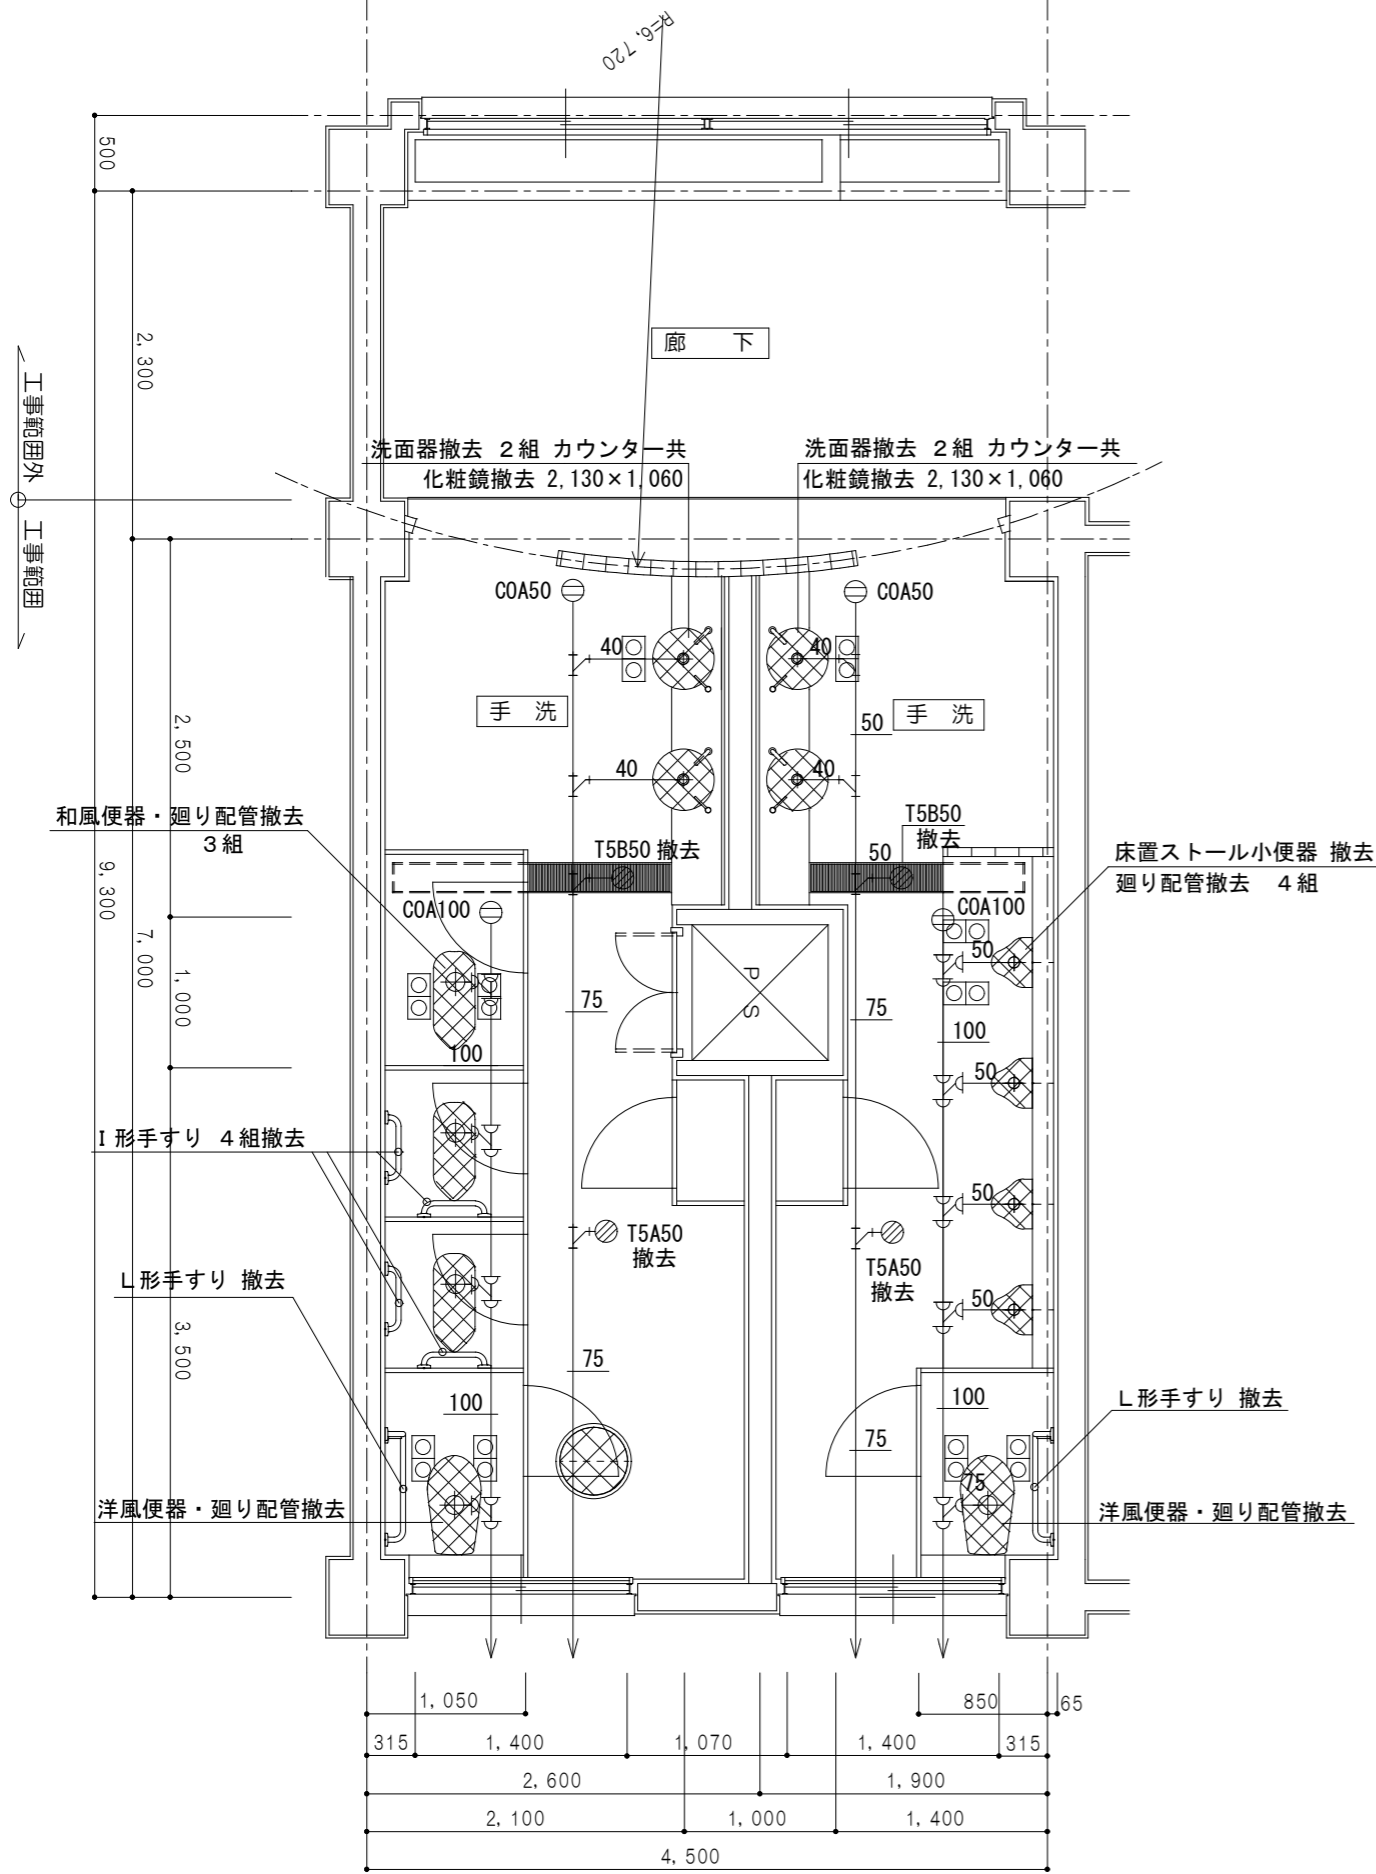 R=6,720
500
2,300
廊 下
工事範囲外
工事範囲
洗面器撤去 2組 カウンター共
化粧鏡撤去 2,130×1,060
洗面器撤去 2組 カウンター共
化粧鏡撤去 2,130×1,060
COA50
COA50
40
40
手 洗
手 洗
50
2,500
40
40
和風便器・廻り配管撤去
3組
T5B50 撤去
T5B50
撤去
50
床置ストール小便器 撤去
廻り配管撤去 4組
9,300
7,000
COA100
COA100
50
PS
1,000
75
75
100
100
50
I形手すり 4組撤去
50
T5A50
撤去
T5A50
撤去
L形手すり 撤去
50
3,500
75
100
100
L形手すり 撤去
75
75
洋風便器・廻り配管撤去
洋風便器・廻り配管撤去
1,050
850
65
315
1,400
1,070
1,400
315
2,600
1,900
2,100
1,000
1,400
4,500